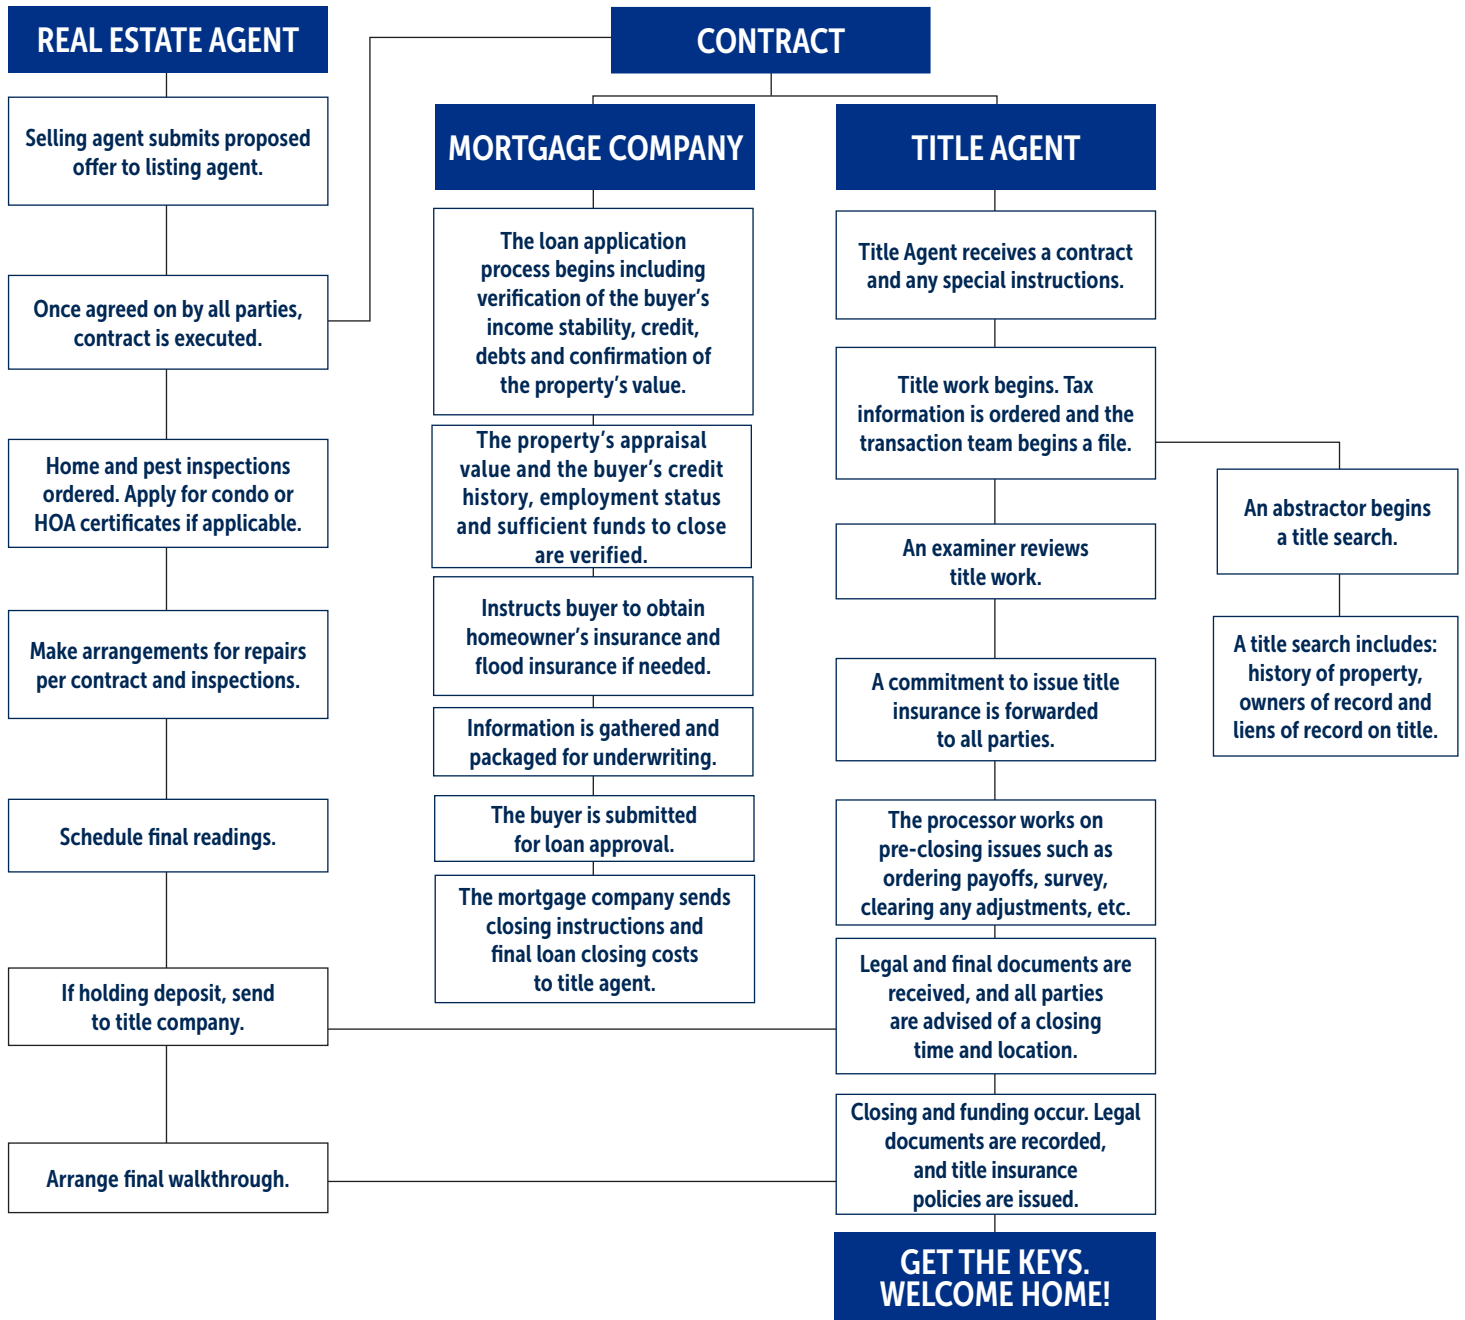 REAL ESTATE AGENT
Selling agent submits proposed
offer to listing agent.
Once agreed on by all parties,
contract is executed.
Home and pest inspections
ordered. Apply for condo or
HOA certificates if applicable.
Make arrangements for repairs
per contract and inspections.
Schedule final readings.
If holding deposit, send
to title company.
Arrange final walkthrough.
CONTRACT
MORTGAGE COMPANY
The loan application
process begins including
verification of the buyer's
income stability, credit,
debts and confirmation of
the property's value.
The property's appraisal
value and the buyer's credit
history, employment status
and sufficient funds to close
are verified.
Instructs buyer to obtain
homeowner's insurance and
flood insurance if needed.
Information is gathered and
packaged for underwriting.
The buyer is submitted
for loan approval.
The mortgage company sends
closing instructions and
final loan closing costs
to title agent.
TITLE AGENT
Title Agent receives a contract
and any special instructions.
Title work begins. Tax
information is ordered and the
transaction team begins a file.
An examiner reviews
title work.
A commitment to issue title
insurance is forwarded
to all parties.
The processor works on
pre-closing issues such as
ordering payoffs, survey,
clearing any adjustments, etc.
Legal and final documents are
received, and all parties
are advised of a closing
time and location.
Closing and funding occur. Legal
documents are recorded,
and title insurance
policies are issued.
GET THE KEYS.
WELCOME HOME!
An abstractor begins
a title search.
A title search includes:
history of property,
owners of record and
liens of record on title.